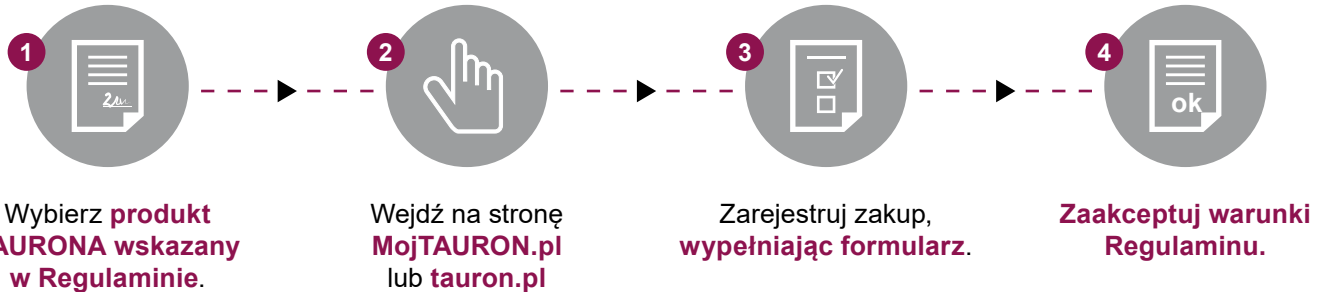 1
2
3
4
ok
Wybierz produkt
AURONA wskazany
w Regulaminie.
Wejdź na stronę
MojTAURON.pl
lub tauron.pl
Zarejestruj zakup,
wypełniając formularz.
Zaakceptuj warunki
Regulaminu.